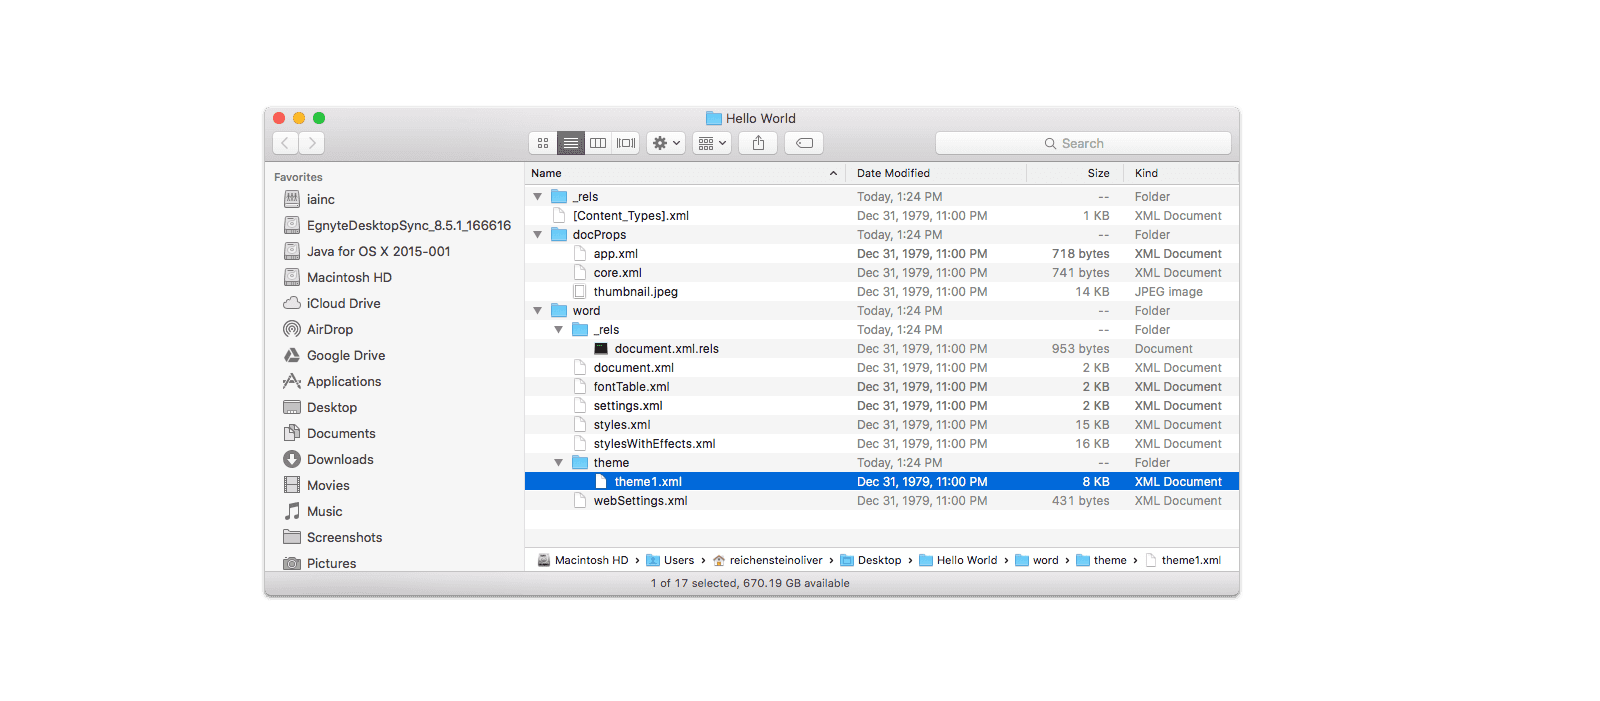 Hello World
Search
Favorites
iainc
EgnyteDesktopSync_8.5.1_166616
Java for OS X 2015-001
Macintosh HD
iCloud Drive
AirDrop
Google Drive
Applications
Desktop
Documents
Downloads
Movies
Music
Screenshots
Pictures
Name Date Modified Size Kind
_rels Today, 1:24 PM -- Folder
[Content_Types].xml Dec 31, 1979, 11:00 PM 1 KB XML Document
docProps Today, 1:24 PM -- Folder
app.xml Dec 31, 1979, 11:00 PM 718 bytes XML Document
core.xml Dec 31, 1979, 11:00 PM 741 bytes XML Document
thumbnail.jpeg Dec 31, 1979, 11:00 PM 14 KB JPEG image
word Today, 1:24 PM -- Folder
_rels Today, 1:24 PM -- Folder
document.xml.rels Dec 31, 1979, 11:00 PM 953 bytes Document
document.xml Dec 31, 1979, 11:00 PM 2 KB XML Document
fontTable.xml Dec 31, 1979, 11:00 PM 2 KB XML Document
settings.xml Dec 31, 1979, 11:00 PM 2 KB XML Document
styles.xml Dec 31, 1979, 11:00 PM 15 KB XML Document
stylesWithEffects.xml Dec 31, 1979, 11:00 PM 16 KB XML Document
theme Today, 1:24 PM -- Folder
theme1.xml Dec 31, 1979, 11:00 PM 8 KB XML Document
webSettings.xml Dec 31, 1979, 11:00 PM 431 bytes XML Document
Macintosh HD › Users › reichensteinoliver › Desktop › Hello World › word › theme › theme1.xml
1 of 17 selected, 670.19 GB available